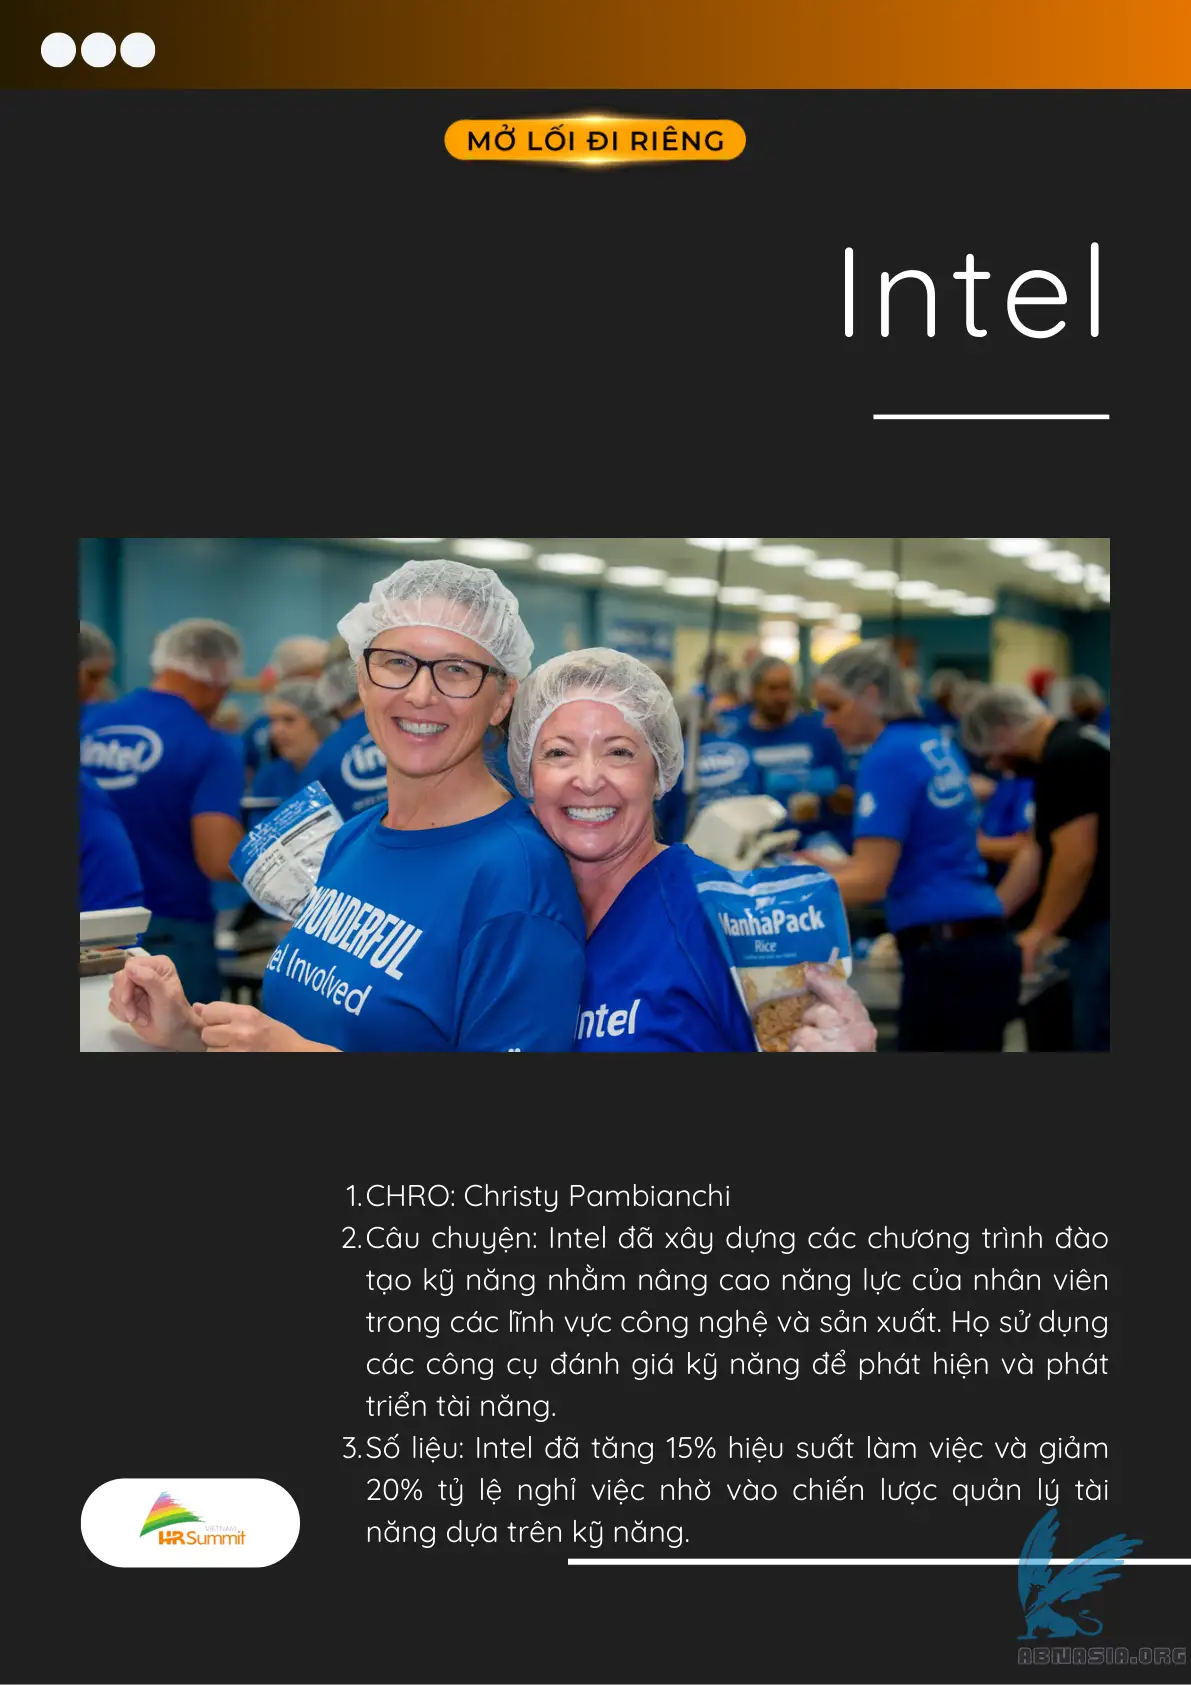 MỞ LỐI ĐI RIÊNG
Intel
intel
WONDERFUL
Involved
ManhaPack
Rice
Intel
1. CHRO: Christy Pambianchi
2. Câu chuyện: Intel đã xây dựng các chương trình đào
tạo kỹ năng nhằm nâng cao năng lực của nhân viên
trong các lĩnh vực công nghệ và sản xuất. Họ sử dụng
các công cụ đánh giá kỹ năng để phát hiện và phát
triển tài năng.
3. Số liệu: Intel đã tăng 15% hiệu suất làm việc và giảm
20% tỷ lệ nghỉ việc nhờ vào chiến lược quản lý tài
năng dựa trên kỹ năng.
VIETNAM
HR Summit
ABNASIA.ORG